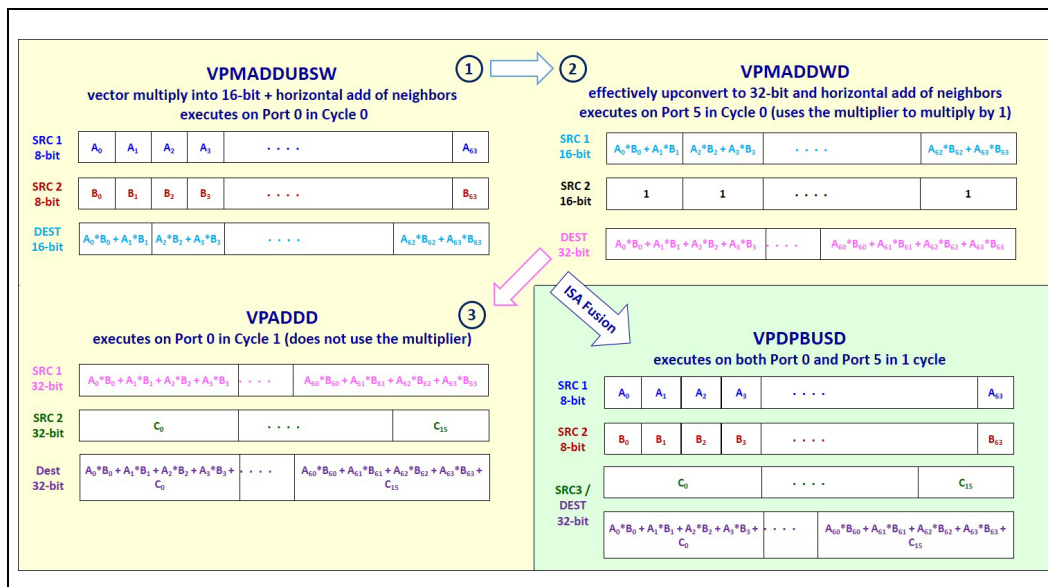 VPMADDUBSW
①
vector multiply into 16-bit + horizontal add of neighbors
executes on Port 0 in Cycle 0
SRC 1
8-bit
A₀ A₁ A₂ A₃ . . . . A₆₃
SRC 2
8-bit
B₀ B₁ B₂ B₃ . . . . B₆₃
DEST
16-bit
A₀*B₀ + A₁*B₁ A₂*B₂ + A₃*B₃ . . . . A₆₂*B₆₂ + A₆₃*B₆₃
②
VPMADDWD
effectively upconvert to 32-bit and horizontal add of neighbors
executes on Port 5 in Cycle 0 (uses the multiplier to multiply by 1)
SRC 1
16-bit
A₀*B₀ + A₁*B₁ A₂*B₂ + A₃*B₃ . . . . A₆₂*B₆₂ + A₆₃*B₆₃
SRC 2
16-bit
1 1 . . . . 1
DEST
32-bit
A₀*B₀ + A₁*B₁ + A₂*B₂ + A₃*B₃ . . . . A₆₀*B₆₀ + A₆₁*B₆₁ + A₆₂*B₆₂ + A₆₃*B₆₃
VPADDD
③
executes on Port 0 in Cycle 1 (does not use the multiplier)
SRC 1
32-bit
A₀*B₀ + A₁*B₁ + A₂*B₂ + A₃*B₃ . . . . A₆₀*B₆₀ + A₆₁*B₆₁ + A₆₂*B₆₂ + A₆₃*B₆₃
SRC 2
32-bit
C₀ . . . . C₁₅
Dest
32-bit
A₀*B₀ + A₁*B₁ + A₂*B₂ + A₃*B₃ + . . . . A₆₀*B₆₀ + A₆₁*B₆₁ + A₆₂*B₆₂ + A₆₃*B₆₃ +
C₀ C₁₅
ISA Fusion
VPDPBUSD
executes on both Port 0 and Port 5 in 1 cycle
SRC 1
8-bit
A₀ A₁ A₂ A₃ . . . . A₆₃
SRC 2
8-bit
B₀ B₁ B₂ B₃ . . . . B₆₃
SRC3 /
DEST
32-bit
C₀ . . . . C₁₅
A₀*B₀ + A₁*B₁ + A₂*B₂ + A₃*B₃ + . . . . A₆₀*B₆₀ + A₆₁*B₆₁ + A₆₂*B₆₂ + A₆₃*B₆₃ +
C₀ C₁₅